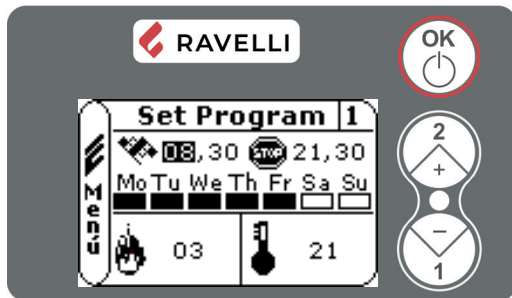 RAVELLI
OK
Set Program 1
08,30 STOP 21,30
Mo Tu We Th Fr Sa Su
Menú
03 21
2
+
−
1